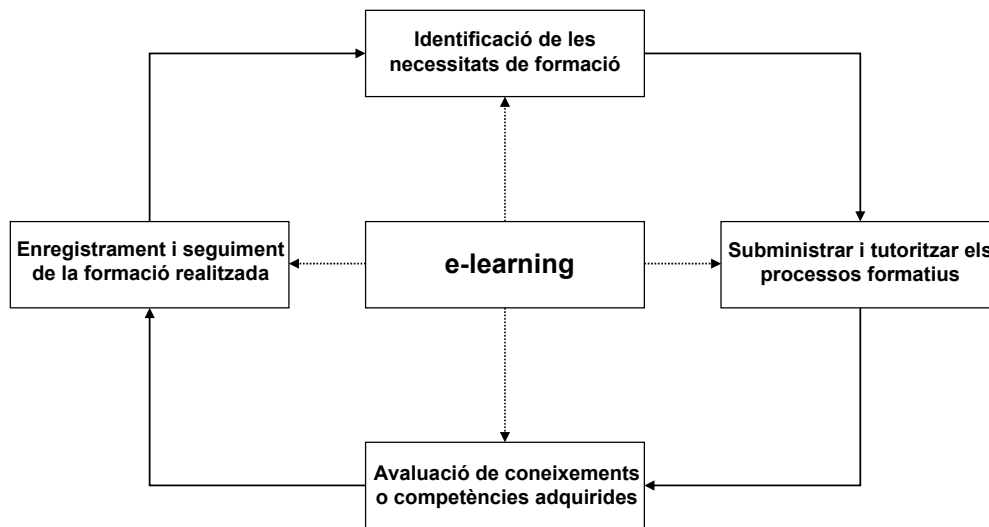 Identificació de les
necessitats de formació
Enregistrament i seguiment
de la formació realitzada
e-learning
Subministrar i tutoritzar els
processos formatius
Avaluació de coneixements
o competències adquirides